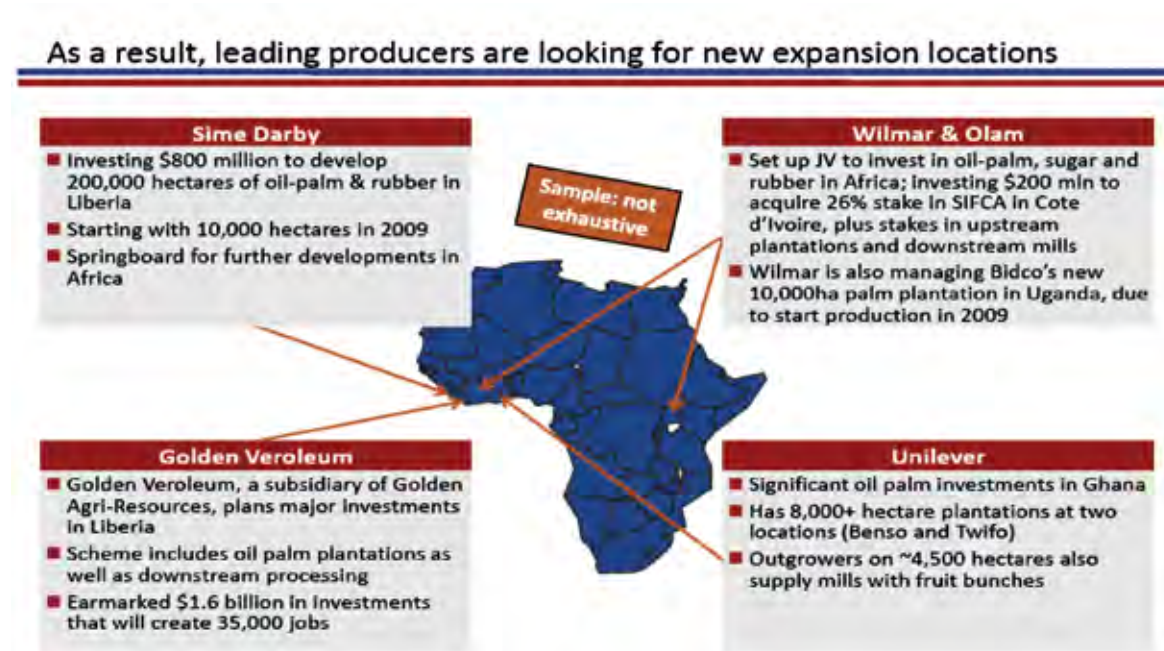 As a result, leading producers are looking for new expansion locations
Sime Darby
Investing $800 million to develop
200,000 hectares of oil-palm & rubber in
Liberia
Starting with 10,000 hectares in 2009
Springboard for further developments in
Africa
Sample: not
exhaustive
Wilmar & Olam
Set up JV to invest in oil-palm, sugar and
rubber in Africa; investing $200 mln to
acquire 26% stake in SIFCA in Cote
d'Ivoire, plus stakes in upstream
plantations and downstream mills
Wilmar is also managing Bidco's new
10,000ha palm plantation in Uganda, due
to start production in 2009
Golden Veroleum
Golden Veroleum, a subsidiary of Golden
Agri-Resources, plans major investments
in Liberia
Scheme includes oil palm plantations as
well as downstream processing
Earmarked $1.6 billion in investments
that will create 35,000 jobs
Unilever
Significant oil palm investments in Ghana
Has 8,000+ hectare plantations at two
locations (Benso and Twifo)
Outgrowers on ~4,500 hectares also
supply mills with fruit bunches